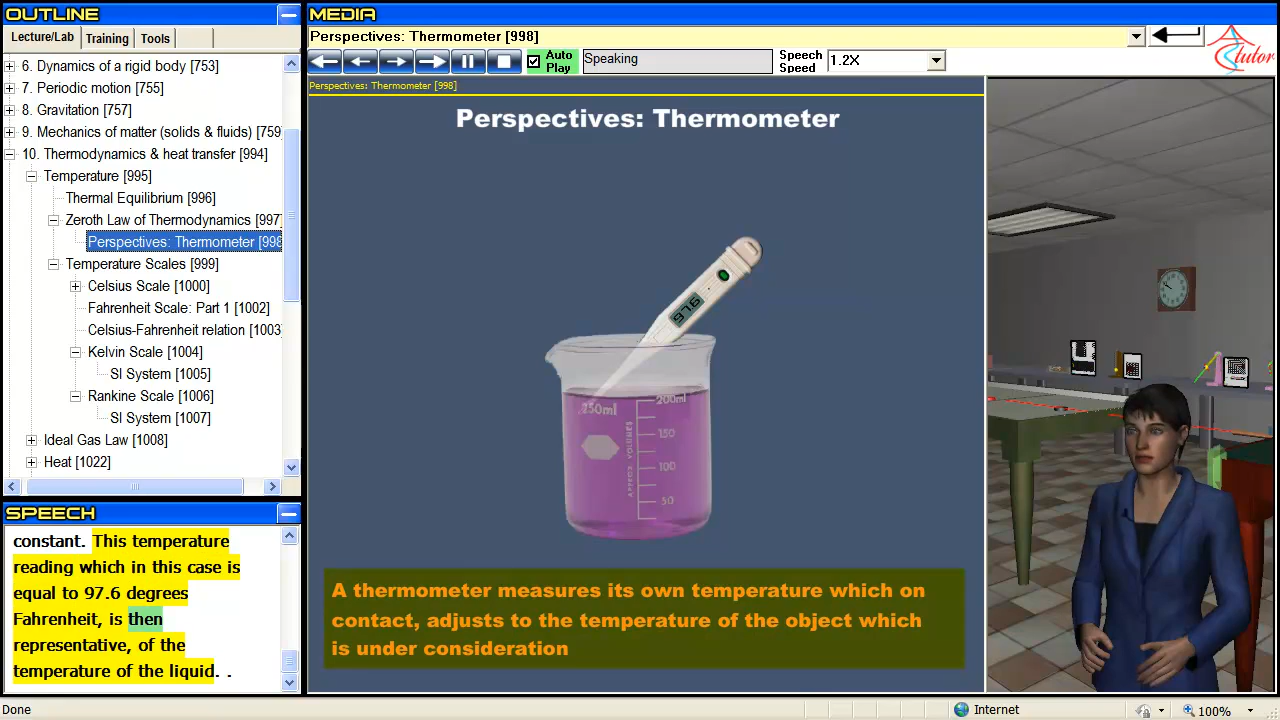 OUTLINE
Lecture/Lab
Training
Tools
6. Dynamics of a rigid body [753]
7. Periodic motion [755]
8. Gravitation [757]
9. Mechanics of matter (solids & fluids) [759
10. Thermodynamics & heat transfer [994]
Temperature [995]
Thermal Equilibrium [996]
Zeroth Law of Thermodynamics [997
Perspectives: Thermometer [998
Temperature Scales [999]
Celsius Scale [1000]
Fahrenheit Scale: Part 1 [1002]
Celsius-Fahrenheit relation [1003
Kelvin Scale [1004]
SI System [1005]
Rankine Scale [1006]
SI System [1007]
Ideal Gas Law [1008]
Heat [1022]
SPEECH
constant. This temperature
reading which in this case is
equal to 97.6 degrees
Fahrenheit, is then
representative, of the
temperature of the liquid. .
MEDIA
Perspectives: Thermometer [998]
Auto
Play
Speaking
Speech
Speed
1.2X
tutor
Perspectives: Thermometer [998]
Perspectives: Thermometer
97.6
250ml
200ml
150
100
50
APPROX VOLUME
A thermometer measures its own temperature which on
contact, adjusts to the temperature of the object which
is under consideration
Done
Internet
100%